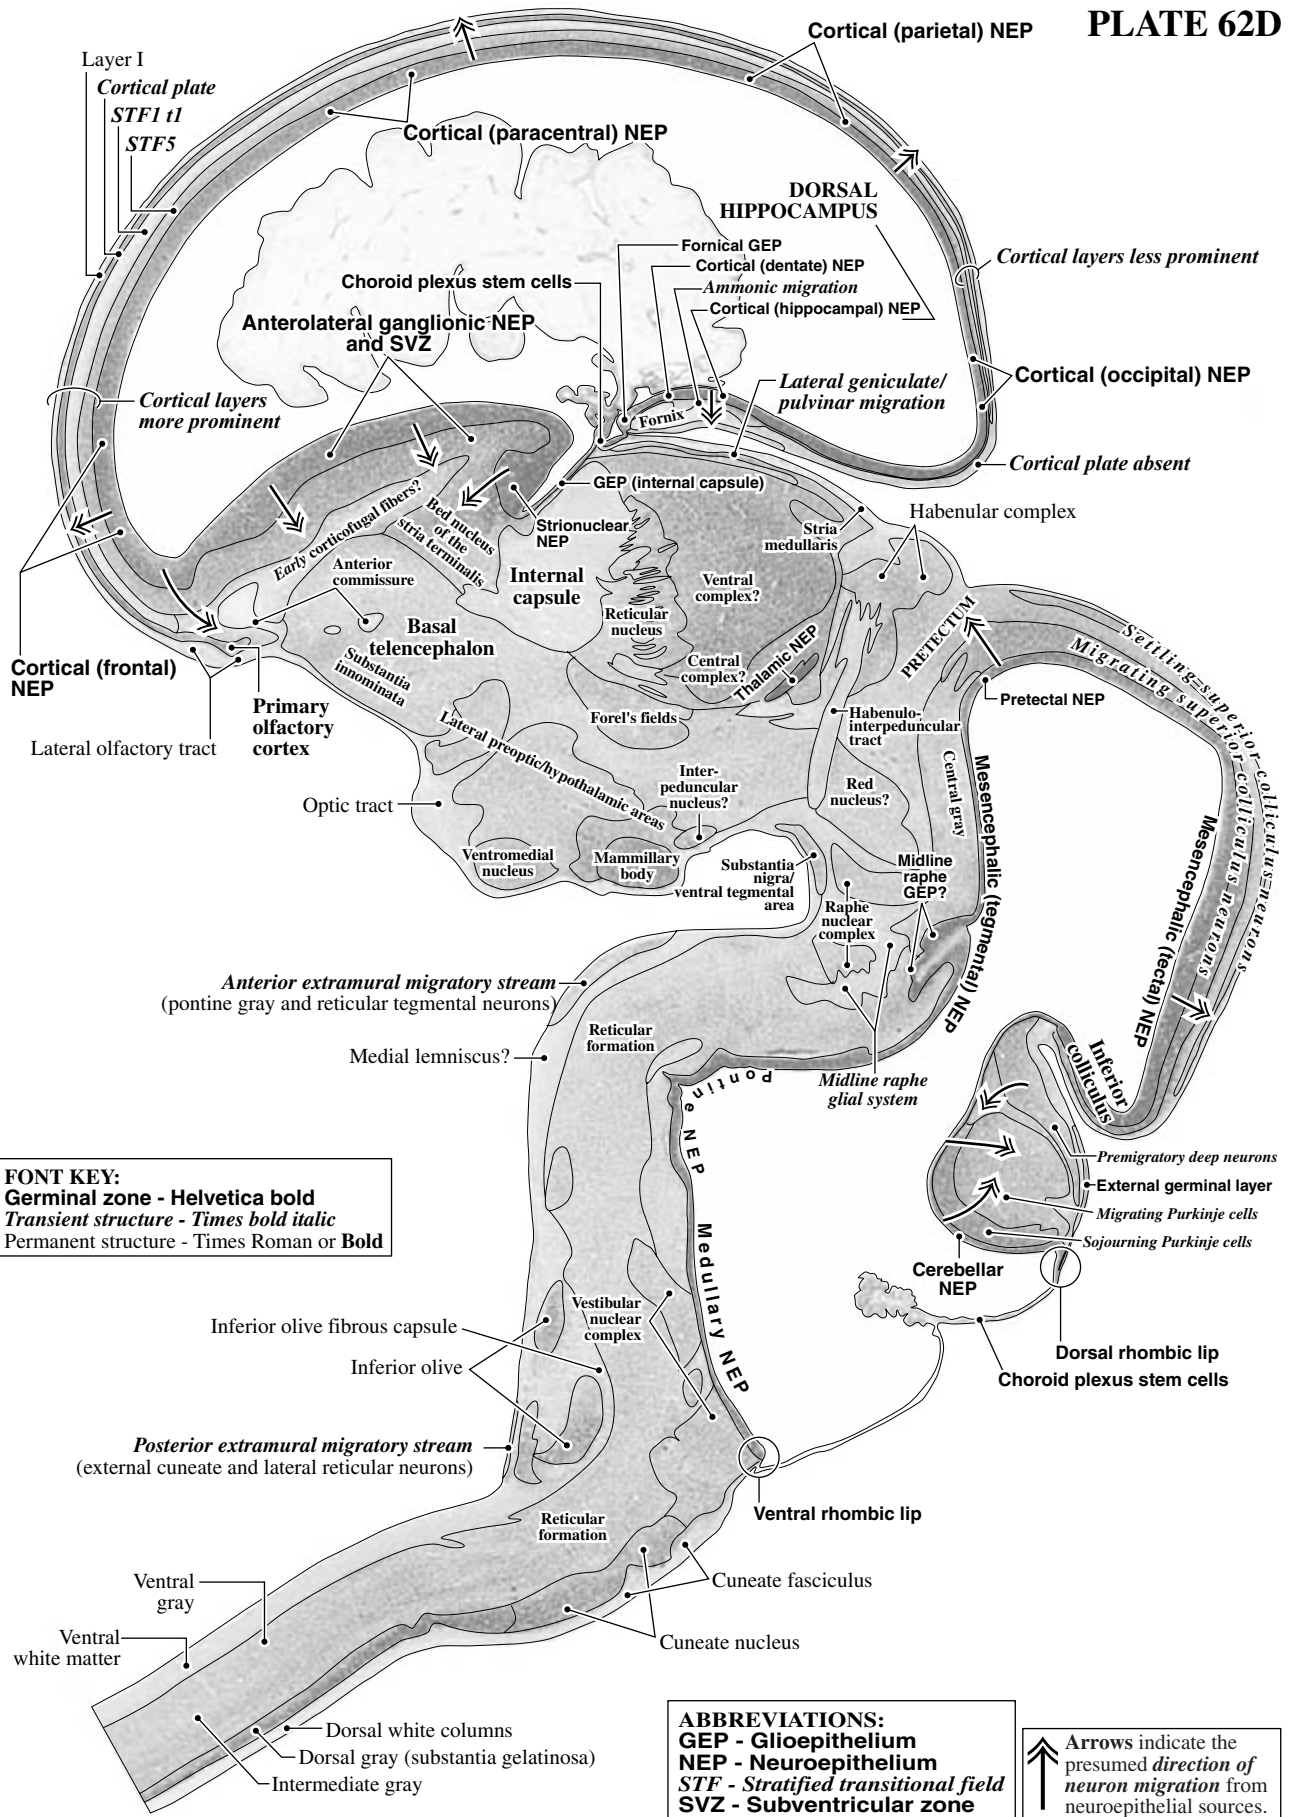 PLATE 62D
Cortical (parietal) NEP
Layer I
Cortical plate
STF1 t1
STF5
Cortical (paracentral) NEP
DORSAL
HIPPOCAMPUS
Fornical GEP
Cortical (dentate) NEP
Ammonic migration
Cortical (hippocampal) NEP
Cortical layers less prominent
Choroid plexus stem cells
Anterolateral ganglionic NEP
and SVZ
Cortical layers
more prominent
Lateral geniculate/
pulvinar migration
Cortical (occipital) NEP
Fornix
Cortical plate absent
GEP (internal capsule)
Early corticofugal fibers?
Bed nucleus
of the
stria terminalis
Strionuclear
NEP
Stria
medullaris
Habenular complex
Anterior
commissure
Internal
capsule
Ventral
complex?
Reticular
nucleus
Basal
telencephalon
Central
complex?
Thalamic NEP
PRETECTUM
Settling superior colliculus neurons
Migrating superior colliculus neurons
Cortical (frontal)
NEP
Substantia
innominata
Pretectal NEP
Primary
olfactory
cortex
Lateral olfactory tract
Forel's fields
Habenulo-
interpeduncular
tract
Lateral preoptic/hypothalamic areas
Central gray
Mesencephalic (tegmental) NEP
Mesencephalic (tectal) NEP
Optic tract
Inter-
peduncular
nucleus?
Red
nucleus?
Ventromedial
nucleus
Mammillary
body
Substantia
nigra/
ventral tegmental
area
Midline
raphe
GEP?
Raphe
nuclear
complex
Anterior extramural migratory stream
(pontine gray and reticular tegmental neurons)
Reticular
formation
Medial lemniscus?
Pontine NEP
Midline raphe
glial system
Inferior
colliculus
Premigratory deep neurons
External germinal layer
Migrating Purkinje cells
Sojourning Purkinje cells
Cerebellar
NEP
FONT KEY:
Germinal zone - Helvetica bold
Transient structure - Times bold italic
Permanent structure - Times Roman or Bold
Medullary NEP
Vestibular
nuclear
complex
Inferior olive fibrous capsule
Inferior olive
Dorsal rhombic lip
Choroid plexus stem cells
Posterior extramural migratory stream
(external cuneate and lateral reticular neurons)
Ventral rhombic lip
Reticular
formation
Cuneate fasciculus
Ventral
gray
Cuneate nucleus
Ventral
white matter
Dorsal white columns
Dorsal gray (substantia gelatinosa)
Intermediate gray
ABBREVIATIONS:
GEP - Glioepithelium
NEP - Neuroepithelium
STF - Stratified transitional field
SVZ - Subventricular zone
Arrows indicate the
presumed direction of
neuron migration from
neuroepithelial sources.